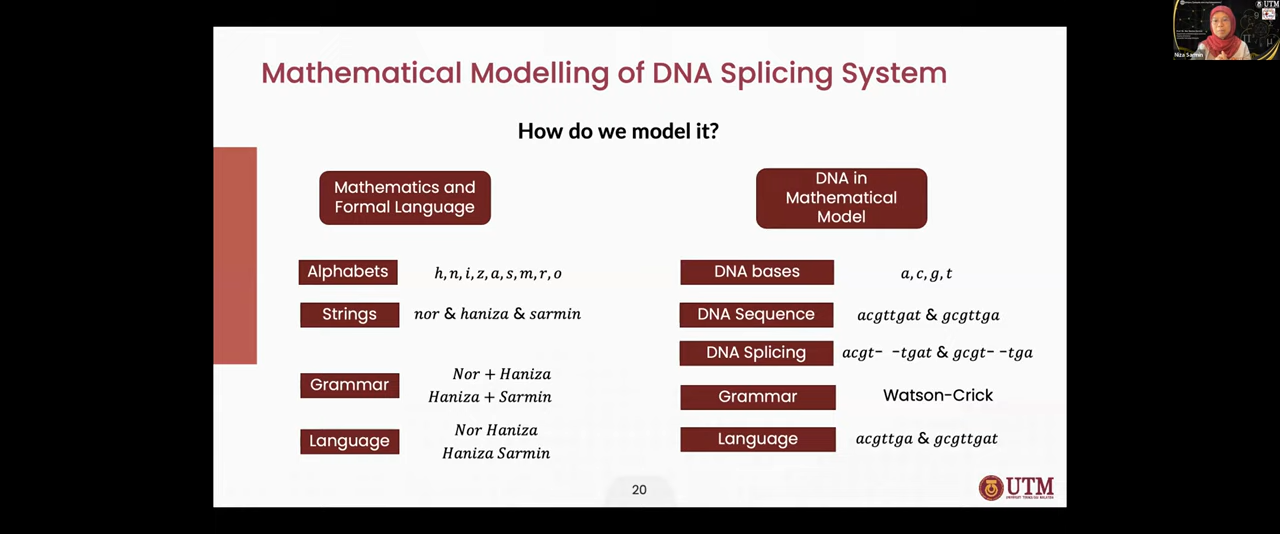 Mathematical Modelling of DNA Splicing System
How do we model it?
Mathematics and
Formal Language
Alphabets h, n, i, z, a, s, m, r, o
Strings nor & haniza & sarmin
Grammar Nor + Haniza
Haniza + Sarmin
Language Nor Haniza
Haniza Sarmin
DNA in
Mathematical
Model
DNA bases a, c, g, t
DNA Sequence acgttgat & gcgttga
DNA Splicing acgt- -tgat & gcgt- -tga
Grammar Watson-Crick
Language acgttga & gcgttgat
20
UTM
UNIVERSITI TEKNOLOGI MALAYSIA
UTM
Niza Sarmin